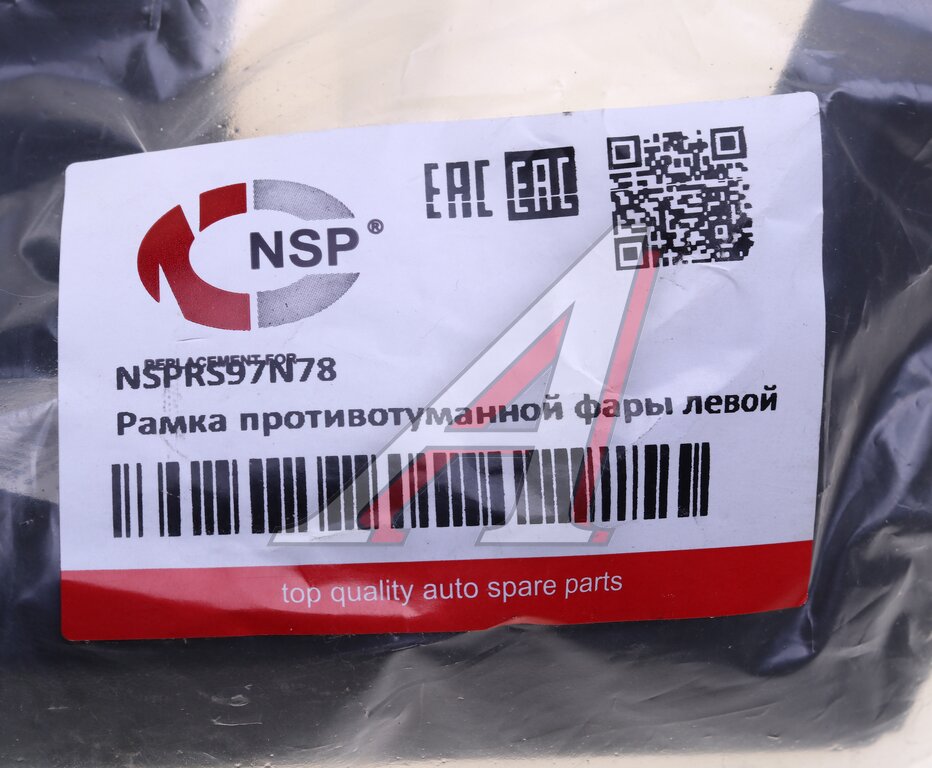 EAC EAC
NSP®
REPLACEMENT FOR
NSPRS97N78
Рамка противотуманной фары левой
top quality auto spare parts